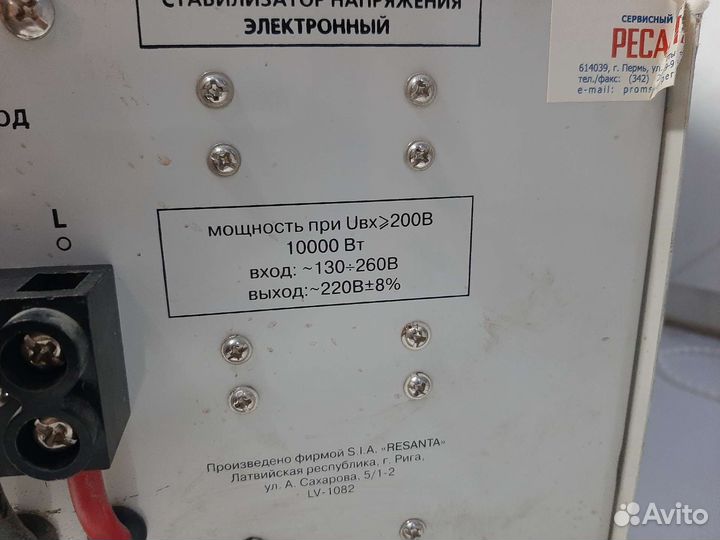 СТАБИЛИЗАТОР НАПРЯЖЕНИЯ
ЭЛЕКТРОННЫЙ
СЕРВИСНЫЙ
РЕСА
614039, г. Пермь, ул.
тел./факс: (342)
e-mail: proms
од
L
мощность при Uвх⩾200В
10000 Вт
вход: ~130÷260В
выход:~220В±8%
Произведено фирмой S.I.A. «RESANTA»
Латвийская республика, г. Рига,
ул. А. Сахарова, 5/1-2
LV-1082
Avito